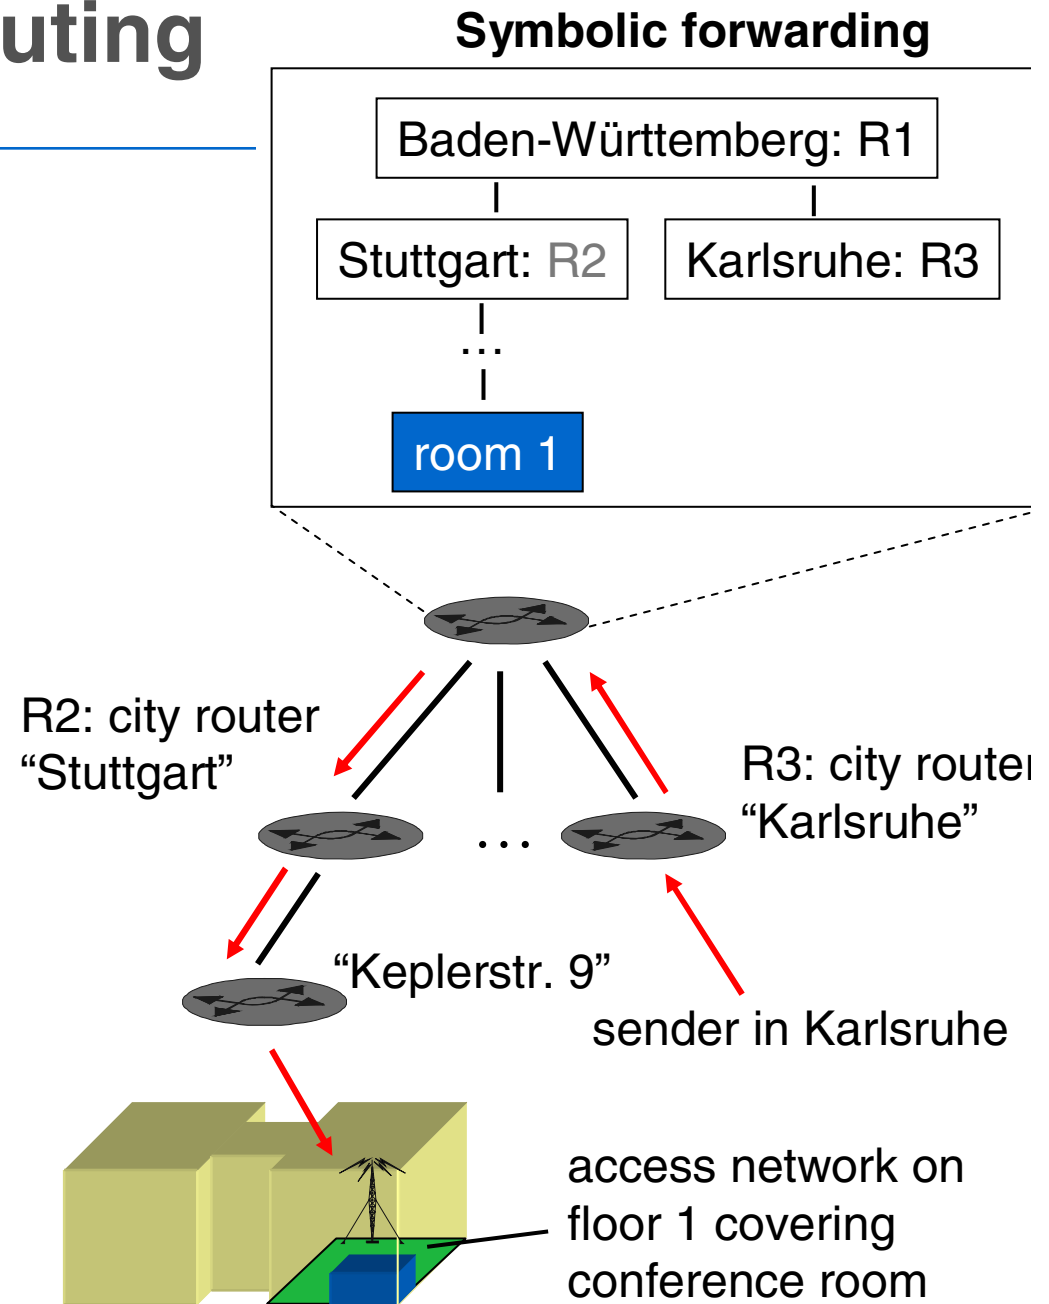 uting
Symbolic forwarding
Baden-Württemberg: R1
Stuttgart: R2
Karlsruhe: R3
...
room 1
R2: city router
“Stuttgart”
R3: city router
“Karlsruhe”
...
“Keplerstr. 9”
sender in Karlsruhe
access network on
floor 1 covering
conference room